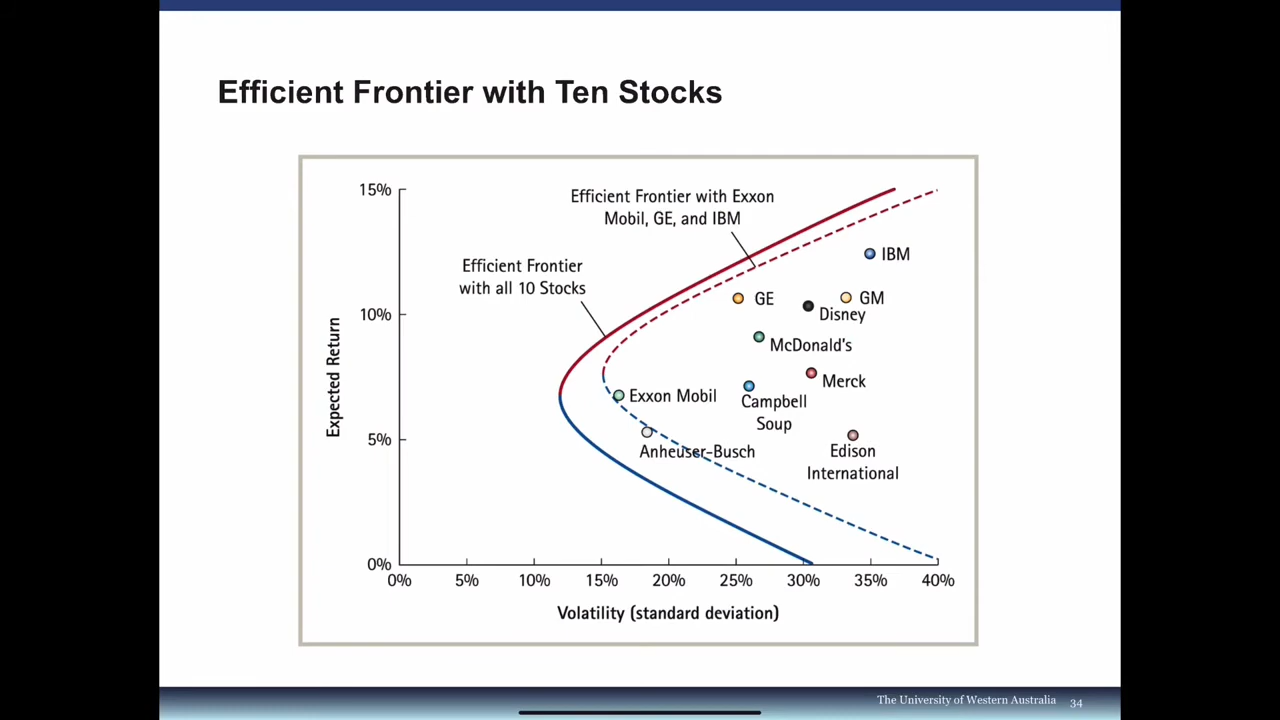 Efficient Frontier with Ten Stocks
15%
Efficient Frontier with Exxon
Mobil, GE, and IBM
IBM
Efficient Frontier
with all 10 Stocks
GE
GM
Disney
10%
McDonald's
Merck
Exxon Mobil
Campbell
Soup
5%
Anheuser-Busch
Edison
International
0%
Expected Return
0%
5%
10%
15%
20%
25%
30%
35%
40%
Volatility (standard deviation)
The University of Western Australia
34